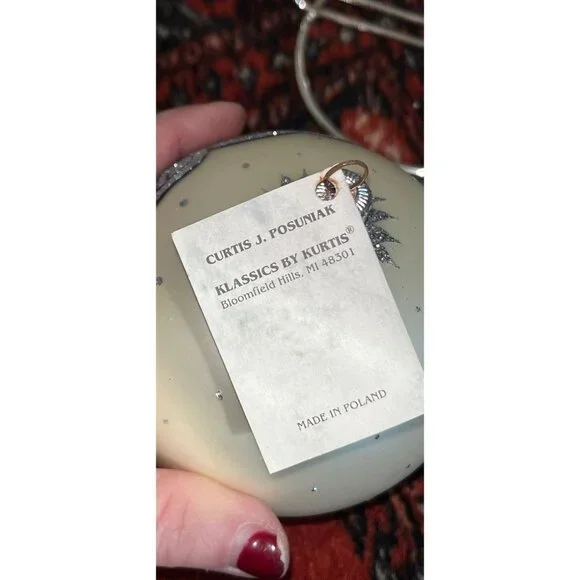 CURTIS J. POSUNIAK
KLASSICS BY KURTIS®
Bloomfield Hills, MI 48301
MADE IN POLAND